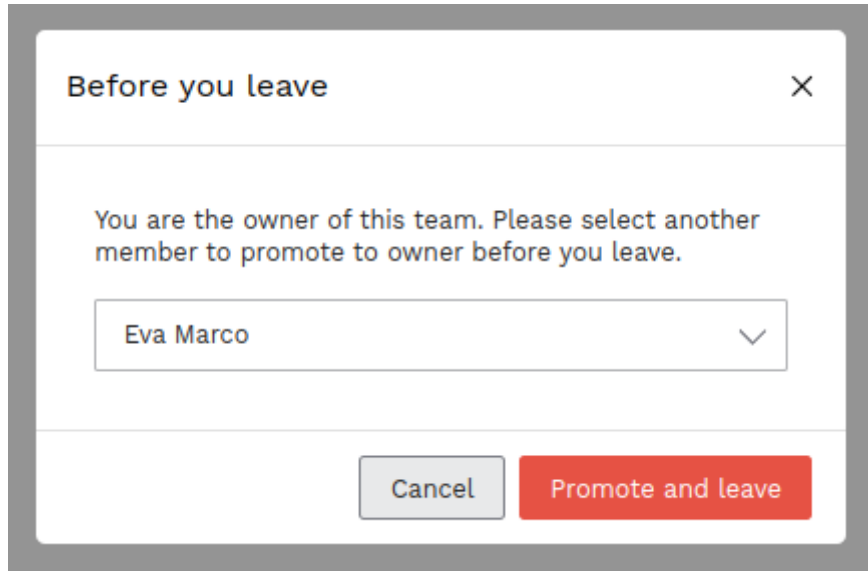 Before you leave
You are the owner of this team. Please select another
member to promote to owner before you leave.
Eva Marco
Cancel
Promote and leave